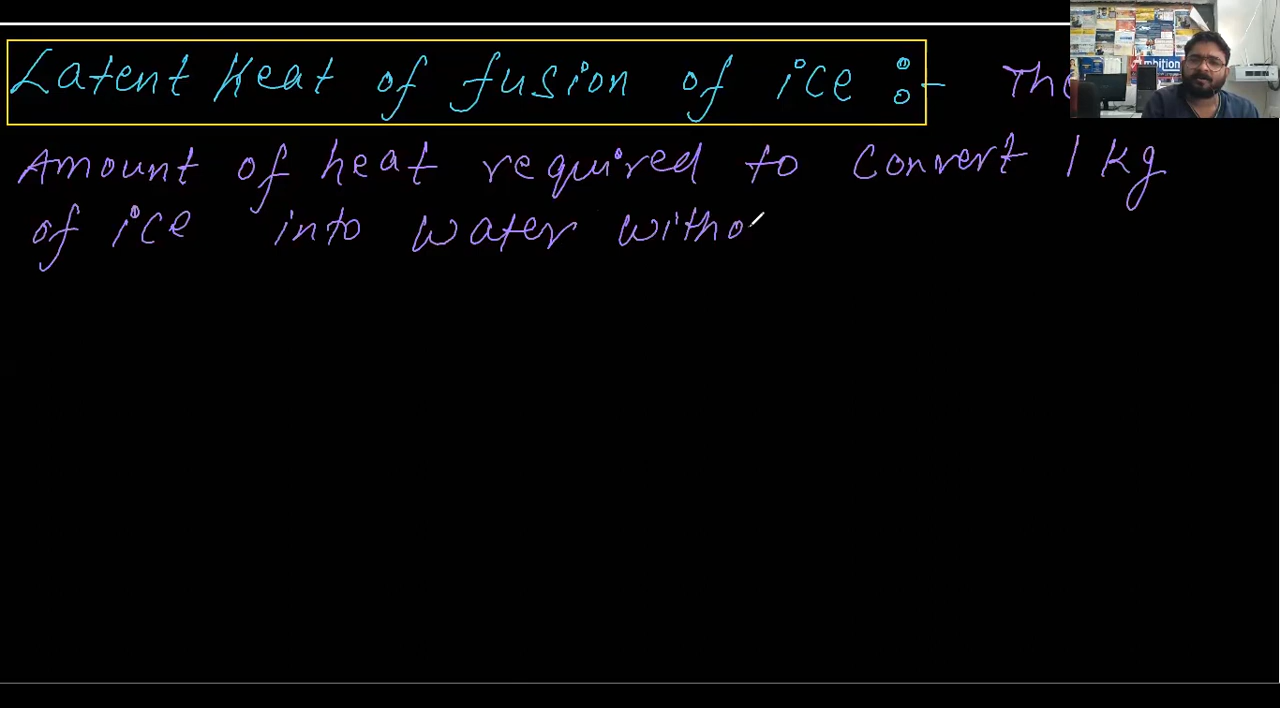 Latent Heat of fusion of ice :- The
Amount of heat required to convert 1 kg
of ice into water witho
mbition